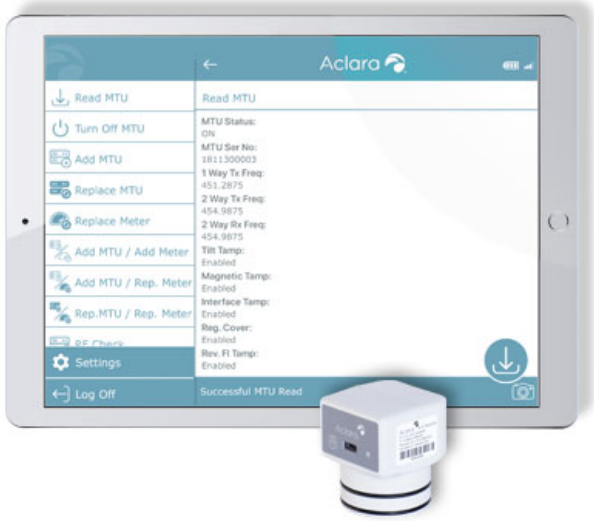 Aclara
Read MTU
Turn Off MTU
Add MTU
Replace MTU
Replace Meter
Add MTU / Add Meter
Add MTU / Rep. Meter
Rep.MTU / Rep. Meter
RF Check
Settings
Log Off
Read MTU
MTU Status:
ON
MTU Ser No:
1811300003
1 Way Tx Freq:
451.2875
2 Way Tx Freq:
454.9875
2 Way Rx Freq:
454.9875
Tilt Tamp:
Enabled
Magnetic Tamp:
Enabled
Interface Tamp:
Enabled
Reg. Cover:
Enabled
Rev. Fl Tamp:
Enabled
Successful MTU Read
Aclara